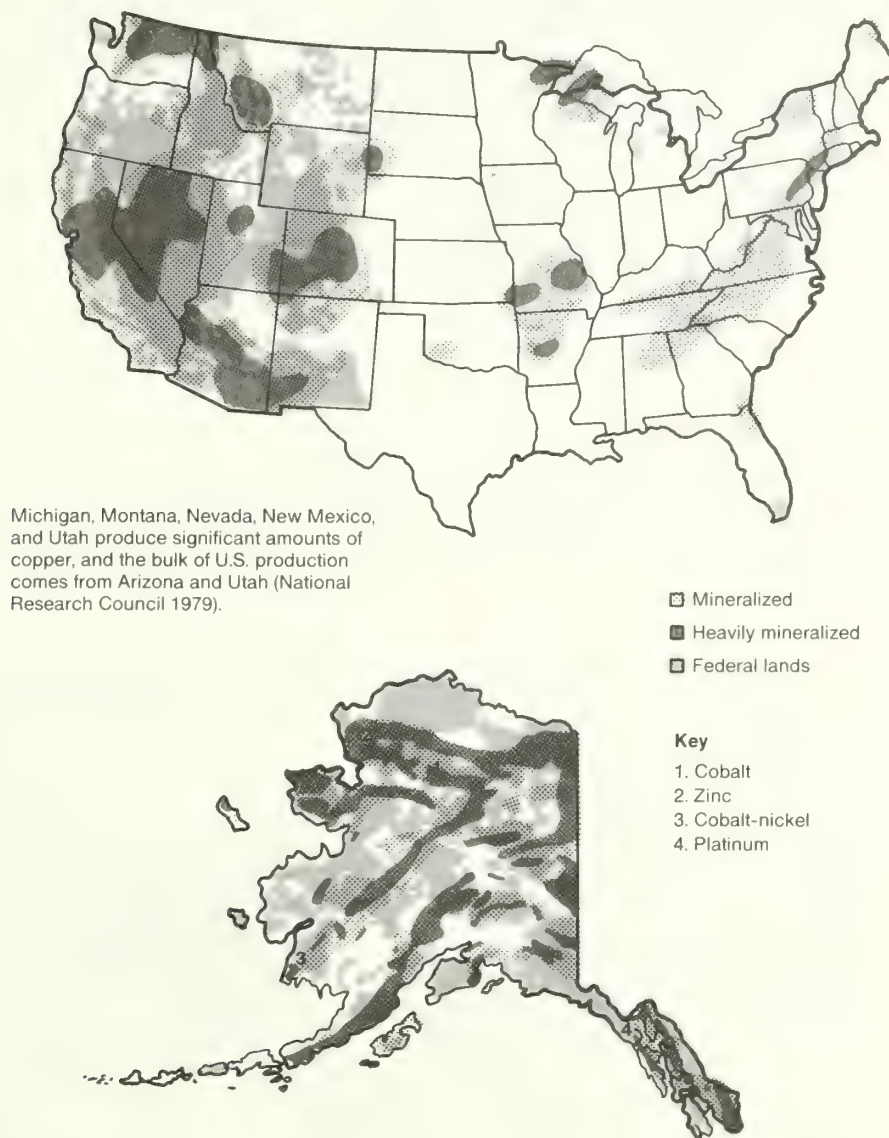 Michigan, Montana, Nevada, New Mexico,
and Utah produce significant amounts of
copper, and the bulk of U.S. production
comes from Arizona and Utah (National
Research Council 1979).
Mineralized
Heavily mineralized
Federal lands
Key
1. Cobalt
2. Zinc
3. Cobalt-nickel
4. Platinum
3